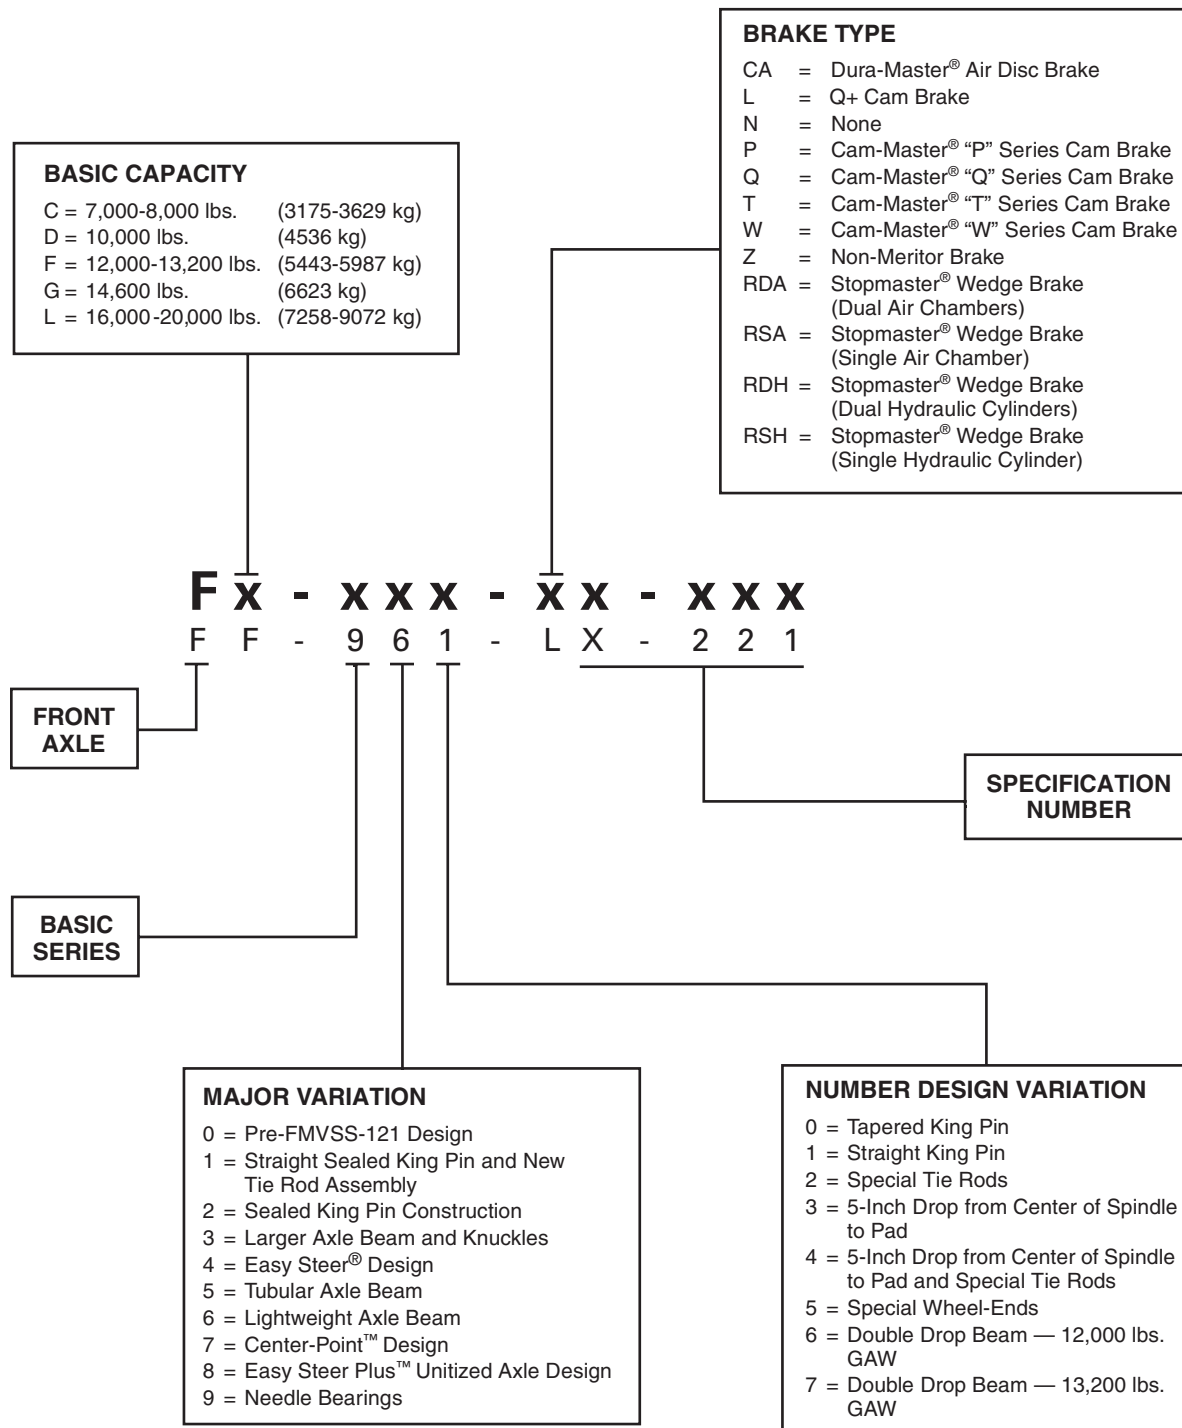 BRAKE TYPE
CA = Dura-Master® Air Disc Brake
L = Q+ Cam Brake
N = None
P = Cam-Master® “P” Series Cam Brake
Q = Cam-Master® “Q” Series Cam Brake
T = Cam-Master® “T” Series Cam Brake
W = Cam-Master® “W” Series Cam Brake
Z = Non-Meritor Brake
RDA = Stopmaster® Wedge Brake
(Dual Air Chambers)
RSA = Stopmaster® Wedge Brake
(Single Air Chamber)
RDH = Stopmaster® Wedge Brake
(Dual Hydraulic Cylinders)
RSH = Stopmaster® Wedge Brake
(Single Hydraulic Cylinder)
BASIC CAPACITY
C = 7,000-8,000 lbs. (3175-3629 kg)
D = 10,000 lbs. (4536 kg)
F = 12,000-13,200 lbs. (5443-5987 kg)
G = 14,600 lbs. (6623 kg)
L = 16,000-20,000 lbs. (7258-9072 kg)
F x - x x x - x x - x x x
F F - 9 6 1 - L X - 2 2 1
FRONT
AXLE
SPECIFICATION
NUMBER
BASIC
SERIES
MAJOR VARIATION
0 = Pre-FMVSS-121 Design
1 = Straight Sealed King Pin and New
Tie Rod Assembly
2 = Sealed King Pin Construction
3 = Larger Axle Beam and Knuckles
4 = Easy Steer® Design
5 = Tubular Axle Beam
6 = Lightweight Axle Beam
7 = Center-Point™ Design
8 = Easy Steer Plus™ Unitized Axle Design
9 = Needle Bearings
NUMBER DESIGN VARIATION
0 = Tapered King Pin
1 = Straight King Pin
2 = Special Tie Rods
3 = 5-Inch Drop from Center of Spindle
to Pad
4 = 5-Inch Drop from Center of Spindle
to Pad and Special Tie Rods
5 = Special Wheel-Ends
6 = Double Drop Beam — 12,000 lbs.
GAW
7 = Double Drop Beam — 13,200 lbs.
GAW